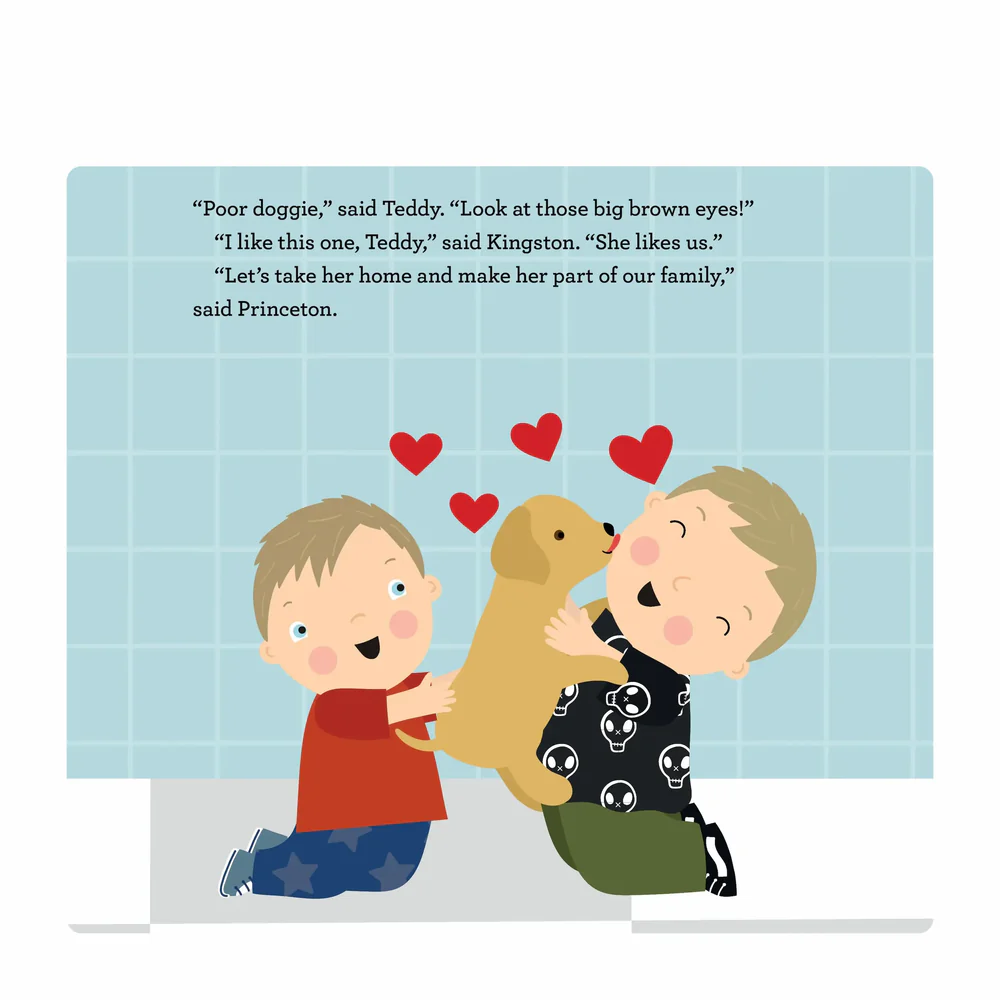 “Poor doggie,” said Teddy. “Look at those big brown eyes!”
“I like this one, Teddy,” said Kingston. “She likes us.”
“Let’s take her home and make her part of our family,”
said Princeton.